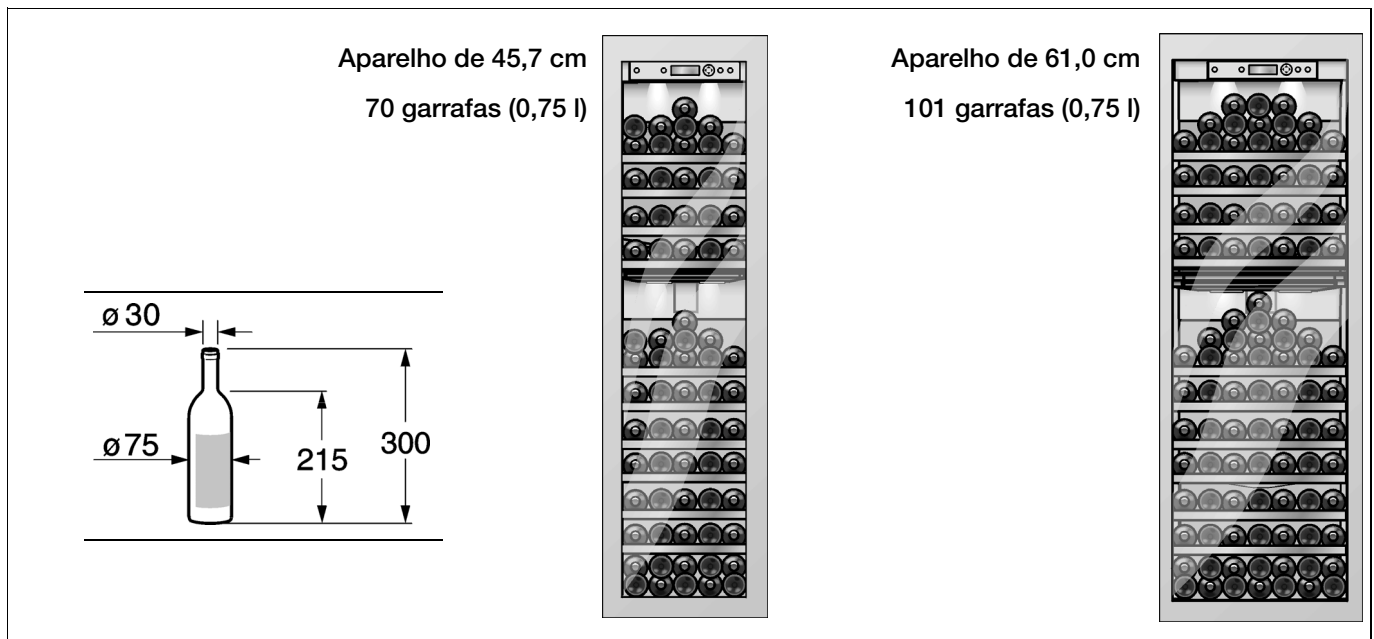 Aparelho de 45,7 cm
70 garrafas (0,75 l)
Aparelho de 61,0 cm
101 garrafas (0,75 l)
ø 30
ø 75
215
300